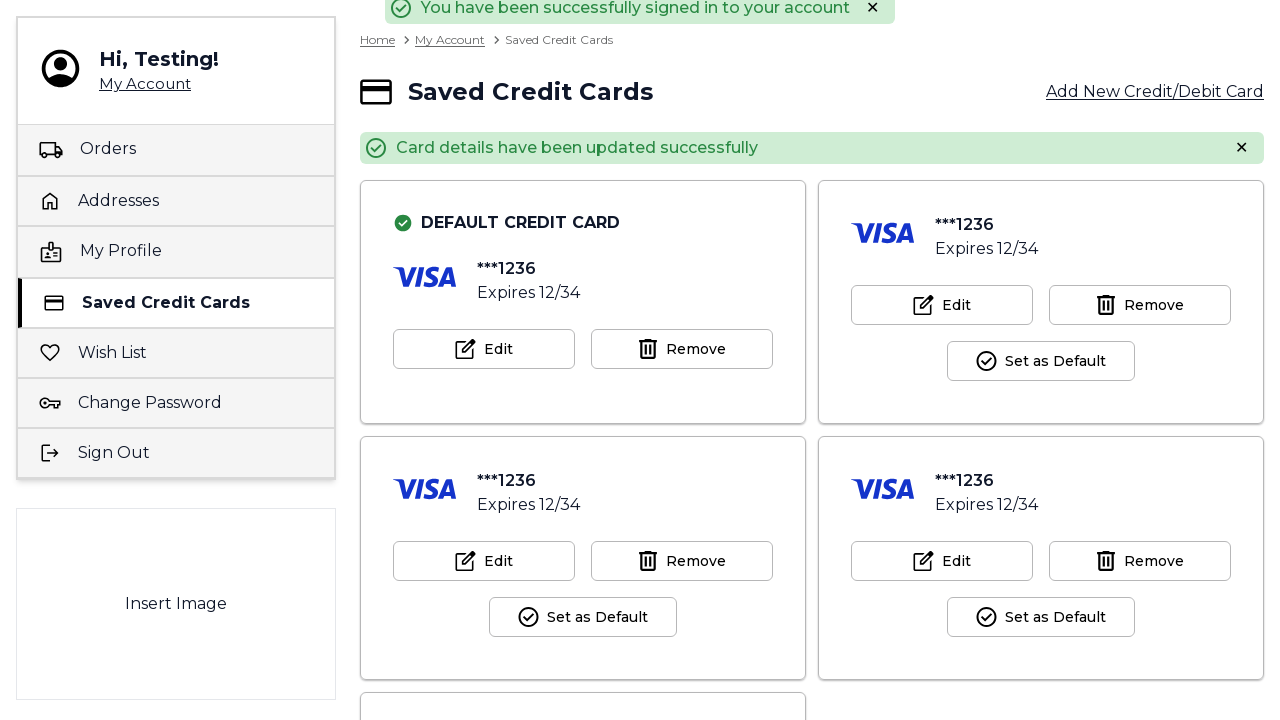 You have been successfully signed in to your account ✕
Home > My Account > Saved Credit Cards
Hi, Testing!
My Account
Orders
Addresses
My Profile
Saved Credit Cards
Wish List
Change Password
Sign Out
Insert Image
Saved Credit Cards
Add New Credit/Debit Card
Card details have been updated successfully ✕
DEFAULT CREDIT CARD
VISA ***1236
Expires 12/34
Edit Remove
VISA ***1236
Expires 12/34
Edit Remove
Set as Default
VISA ***1236
Expires 12/34
Edit Remove
Set as Default
VISA ***1236
Expires 12/34
Edit Remove
Set as Default